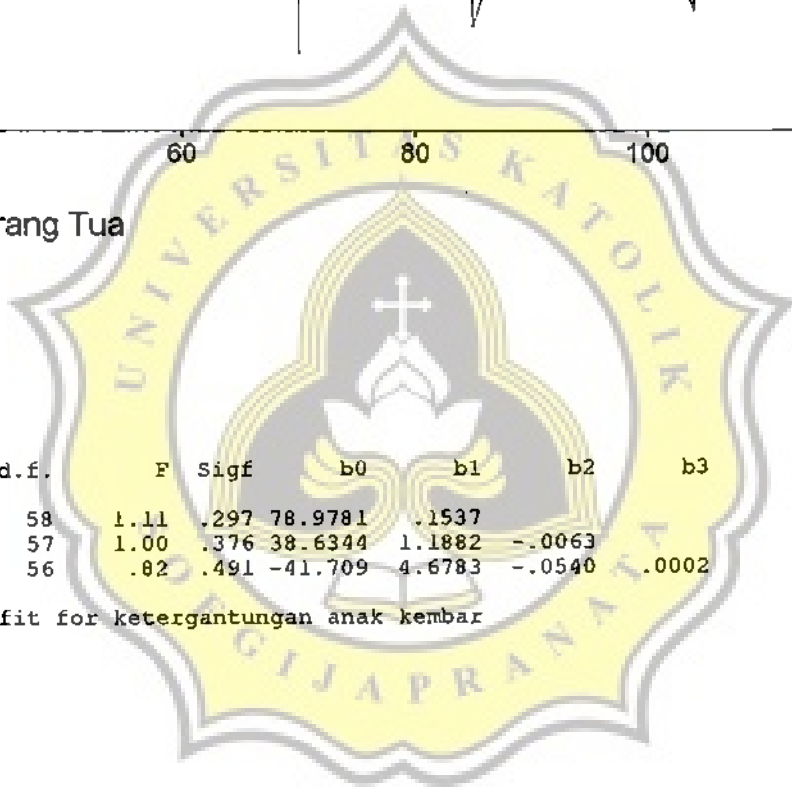 60 80 100
rang Tua
UNIVERSITAS KATOLIK
SOEGIJAPRANATA
d.f. F Sigf b0 b1 b2 b3
58 1.11 .297 78.9781 .1537
57 1.00 .376 38.6344 1.1882 -.0063
56 .82 .491 -41.709 4.6783 -.0540 .0002
fit for ketergantungan anak kembar